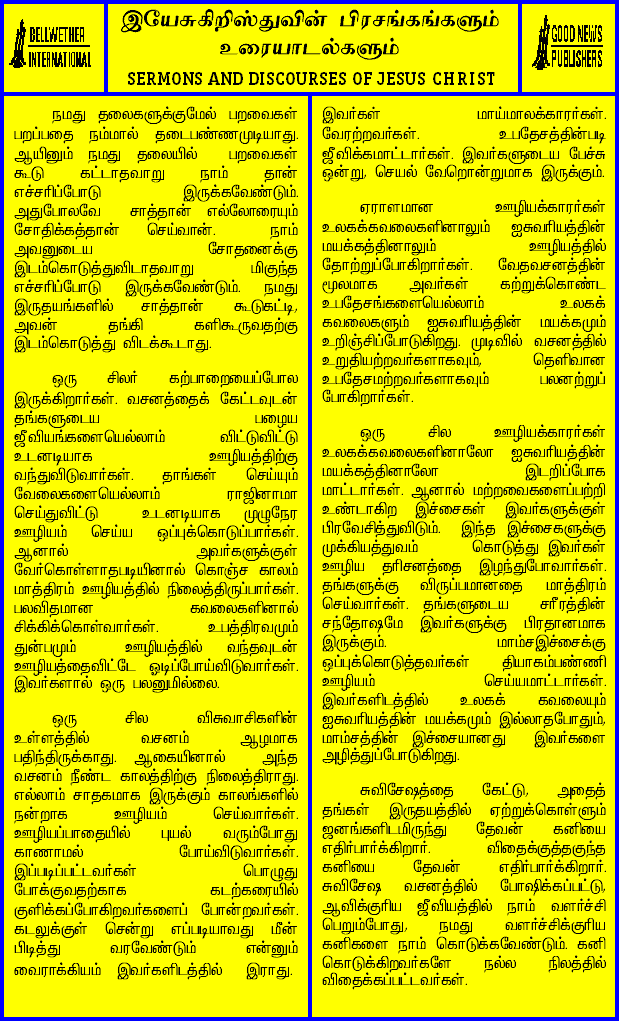 BELLWETHER
INTERNATIONAL
இயேசுகிறிஸ்துவின் பிரசங்கங்களும்
உரையாடல்களும்
SERMONS AND DISCOURSES OF JESUS CHRIST
GOOD NEWS
PUBLISHERS
நமது தலைகளுக்குமேல் பறவைகள்
பறப்பதை நம்மால் தடைபண்ணமுடியாது.
ஆயினும் நமது தலையில் பறவைகள்
கூடு கட்டாதவாறு நாம் தான்
எச்சரிப்போடு இருக்கவேண்டும்.
அதுபோலவே சாத்தான் எல்லோரையும்
சோதிக்கத்தான் செய்வான். நாம்
அவனுடைய சோதனைக்கு
இடம்கொடுத்துவிடாதவாறு மிகுந்த
எச்சரிப்போடு இருக்கவேண்டும். நமது
இருதயங்களில் சாத்தான் கூடுகட்டி,
அவன் தங்கி களிகூருவதற்கு
இடம்கொடுத்து விடக்கூடாது.
ஒரு சிலர் கற்பாறையைப்போல
இருக்கிறார்கள். வசனத்தைக் கேட்டவுடன்
தங்களுடைய பழைய
ஜீவியங்களையெல்லாம் விட்டுவிட்டு
உடனடியாக ஊழியத்திற்கு
வந்துவிடுவார்கள். தாங்கள் செய்யும்
வேலைகளையெல்லாம் ராஜினாமா
செய்துவிட்டு உடனடியாக முழுநேர
ஊழியம் செய்ய ஒப்புக்கொடுப்பார்கள்.
ஆனால் அவர்களுக்குள்
வேர்கொள்ளாதபடியினால் கொஞ்ச காலம்
மாத்திரம் ஊழியத்தில் நிலைத்திருப்பார்கள்.
பலவிதமான கவலைகளினால்
சிக்கிக்கொள்வார்கள். உபத்திரவமும்
துன்பமும் ஊழியத்தில் வந்தவுடன்
ஊழியத்தைவிட்டே ஓடிப்போய்விடுவார்கள்.
இவர்களால் ஒரு பலனுமில்லை.
ஒரு சில விசுவாசிகளின்
உள்ளத்தில் வசனம் ஆழமாக
பதிந்திருக்காது. ஆகையினால் அந்த
வசனம் நீண்ட காலத்திற்கு நிலைத்திராது.
எல்லாம் சாதகமாக இருக்கும் காலங்களில்
நன்றாக ஊழியம் செய்வார்கள்.
ஊழியப்பாதையில் புயல் வரும்போது
காணாமல் போய்விடுவார்கள்.
இப்படிப்பட்டவர்கள் பொழுது
போக்குவதற்காக கடற்கரையில்
குளிக்கப்போகிறவர்களைப் போன்றவர்கள்.
கடலுக்குள் சென்று எப்படியாவது மீன்
பிடித்து வரவேண்டும் என்னும்
வைராக்கியம் இவர்களிடத்தில் இராது.
இவர்கள் மாய்மாலக்காரர்கள்.
வேரற்றவர்கள். உபதேசத்தின்படி
ஜீவிக்கமாட்டார்கள். இவர்களுடைய பேச்சு
ஒன்று, செயல் வேறொன்றுமாக இருக்கும்.
ஏராளமான ஊழியக்காரர்கள்
உலகக்கவலைகளினாலும் ஐசுவரியத்தின்
மயக்கத்தினாலும் ஊழியத்தில்
தோற்றுப்போகிறார்கள். வேதவசனத்தின்
மூலமாக அவர்கள் கற்றுக்கொண்ட
உபதேசங்களையெல்லாம் உலகக்
கவலைகளும் ஐசுவரியத்தின் மயக்கமும்
உறிஞ்சிப்போடுகிறது. முடிவில் வசனத்தில்
உறுதியற்றவர்களாகவும், தெளிவான
உபதேசமற்றவர்களாகவும் பலனற்றுப்
போகிறார்கள்.
ஒரு சில ஊழியக்காரர்கள்
உலகக்கவலைகளினாலோ ஐசுவரியத்தின்
மயக்கத்தினாலோ இடறிப்போக
மாட்டார்கள். ஆனால் மற்றவைகளைப்பற்றி
உண்டாகிற இச்சைகள் இவர்களுக்குள்
பிரவேசித்துவிடும். இந்த இச்சைகளுக்கு
முக்கியத்துவம் கொடுத்து இவர்கள்
ஊழிய தரிசனத்தை இழந்துபோவார்கள்.
தங்களுக்கு விருப்பமானதை மாத்திரம்
செய்வார்கள். தங்களுடைய சரீரத்தின்
சந்தோஷமே இவர்களுக்கு பிரதானமாக
இருக்கும். மாம்சஇச்சைக்கு
ஒப்புக்கொடுத்தவர்கள் தியாகம்பண்ணி
ஊழியம் செய்யமாட்டார்கள்.
இவர்களிடத்தில் உலகக் கவலையும்
ஐசுவரியத்தின் மயக்கமும் இல்லாதபோதும்,
மாம்சத்தின் இச்சையானது இவர்களை
அழித்துப்போடுகிறது.
சுவிசேஷத்தை கேட்டு, அதைத்
தங்கள் இருதயத்தில் ஏற்றுக்கொள்ளும்
ஜனங்களிடமிருந்து தேவன் கனியை
எதிர்பார்க்கிறார். விதைக்குத்தகுந்த
கனியை தேவன் எதிர்பார்க்கிறார்.
சுவிசேஷ வசனத்தில் போஷிக்கப்பட்டு,
ஆவிக்குரிய ஜீவியத்தில் நாம் வளர்ச்சி
பெறும்போது, நமது வளர்ச்சிக்குரிய
கனிகளை நாம் கொடுக்கவேண்டும். கனி
கொடுக்கிறவர்களே நல்ல நிலத்தில்
விதைக்கப்பட்டவர்கள்.